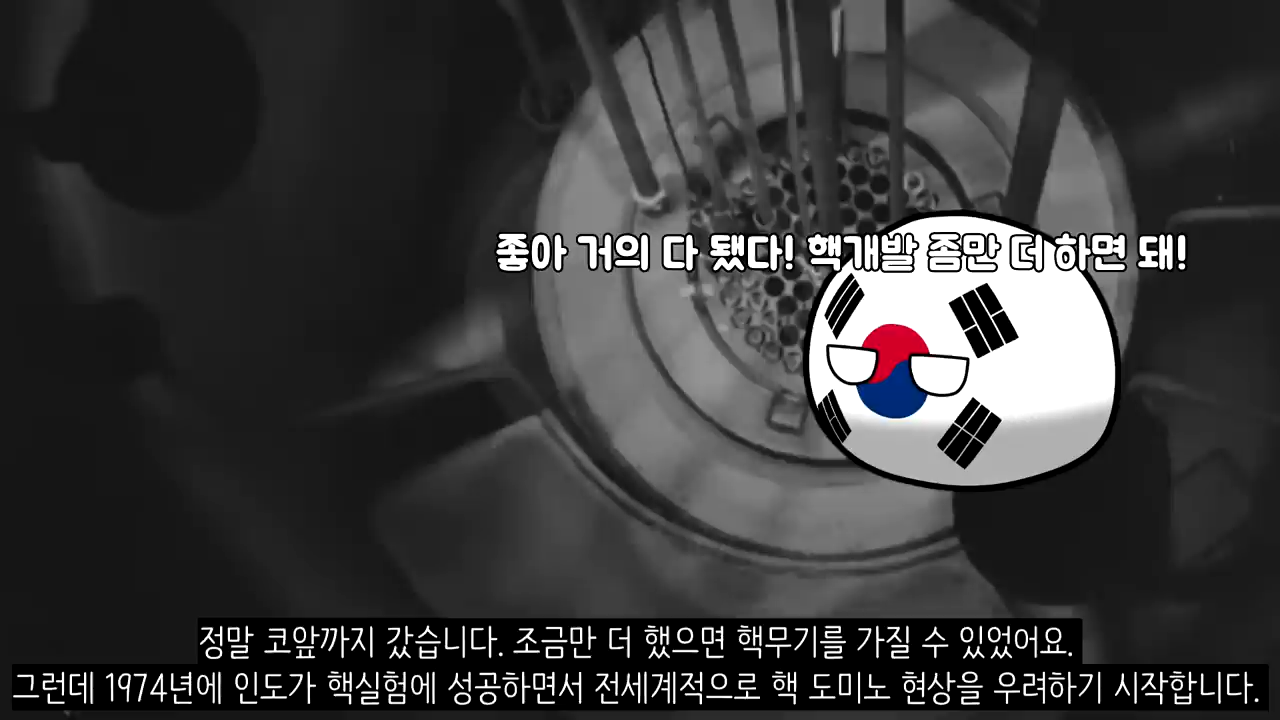 좋아 거의 다 됐다! 핵개발 좀만 더 하면 돼!
정말 코앞까지 갔습니다. 조금만 더 했으면 핵무기를 가질 수 있었어요.
그런데 1974년에 인도가 핵실험에 성공하면서 전세계적으로 핵 도미노 현상을 우려하기 시작합니다.